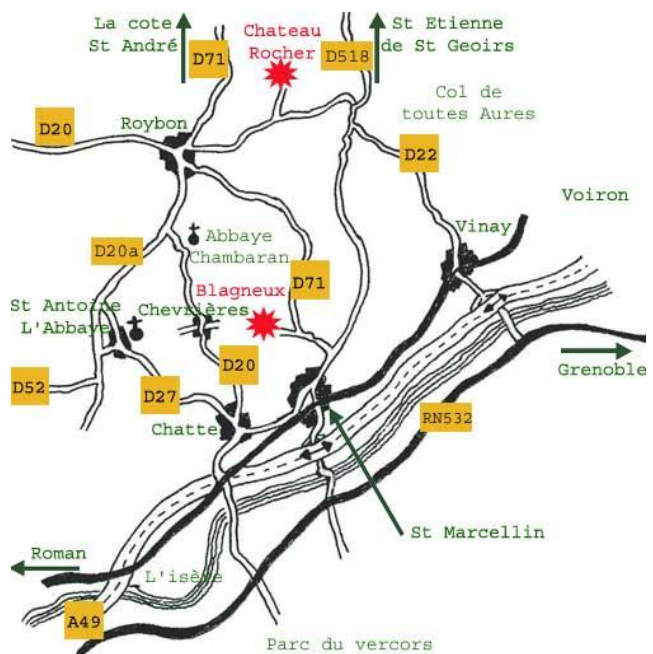 La cote
St André
D71
Chateau
Rocher
D518
St Etienne
de St Geoirs
Col de
toutes Aures
D20
Roybon
D22
Voiron
Vinay
D20a
Abbaye
Chambaran
D71
Blagneux
St Antoine
L'Abbaye
Chevrières
D52
D27
D20
Chatte
Grenoble
RN532
St Marcellin
Roman
L'isère
A49
Parc du vercors